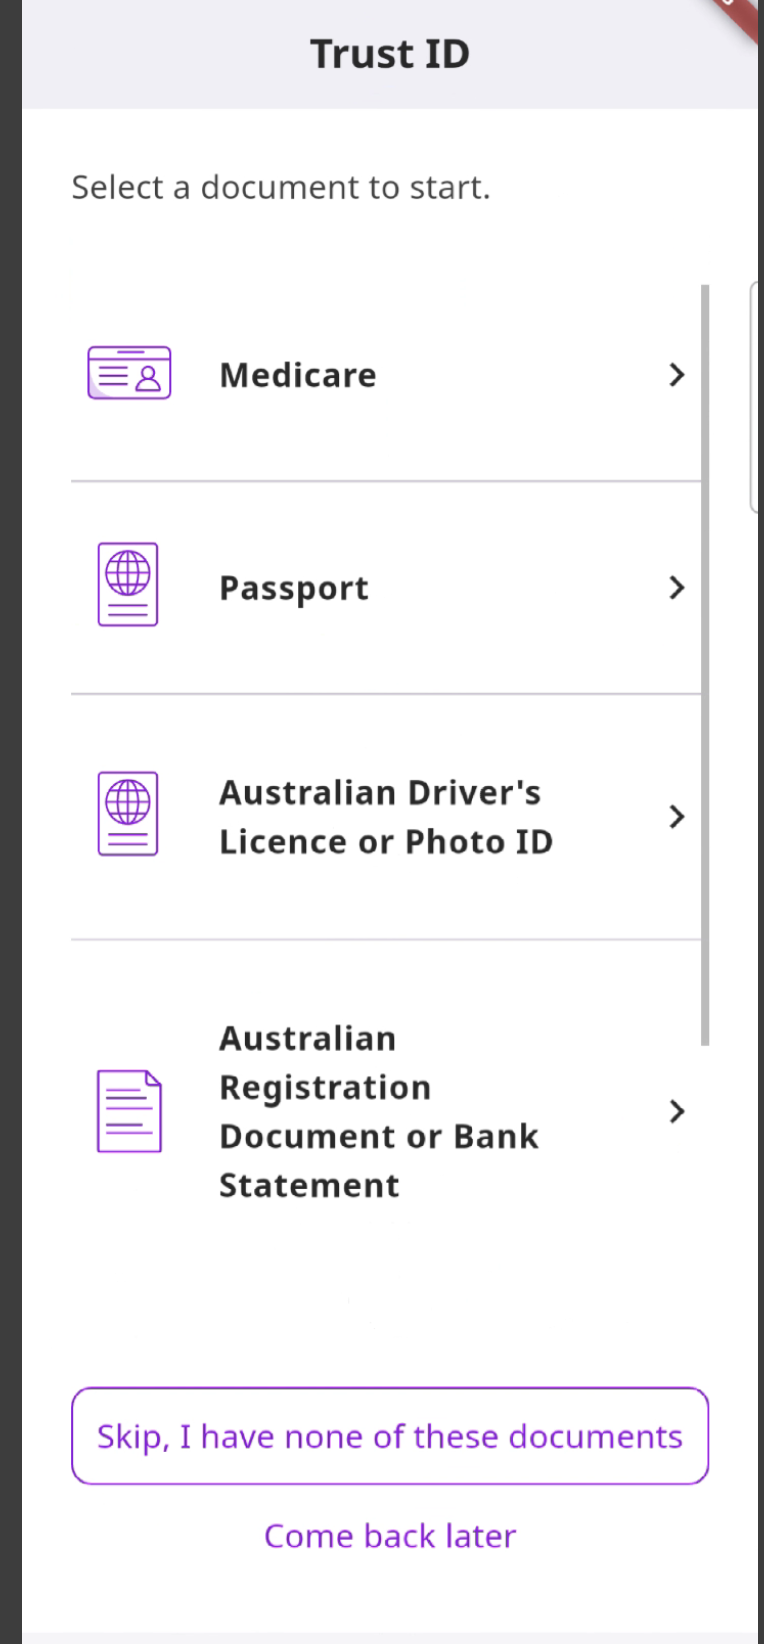 Trust ID
Select a document to start.
Medicare
Passport
Australian Driver's
Licence or Photo ID
Australian
Registration
Document or Bank
Statement
Skip, I have none of these documents
Come back later